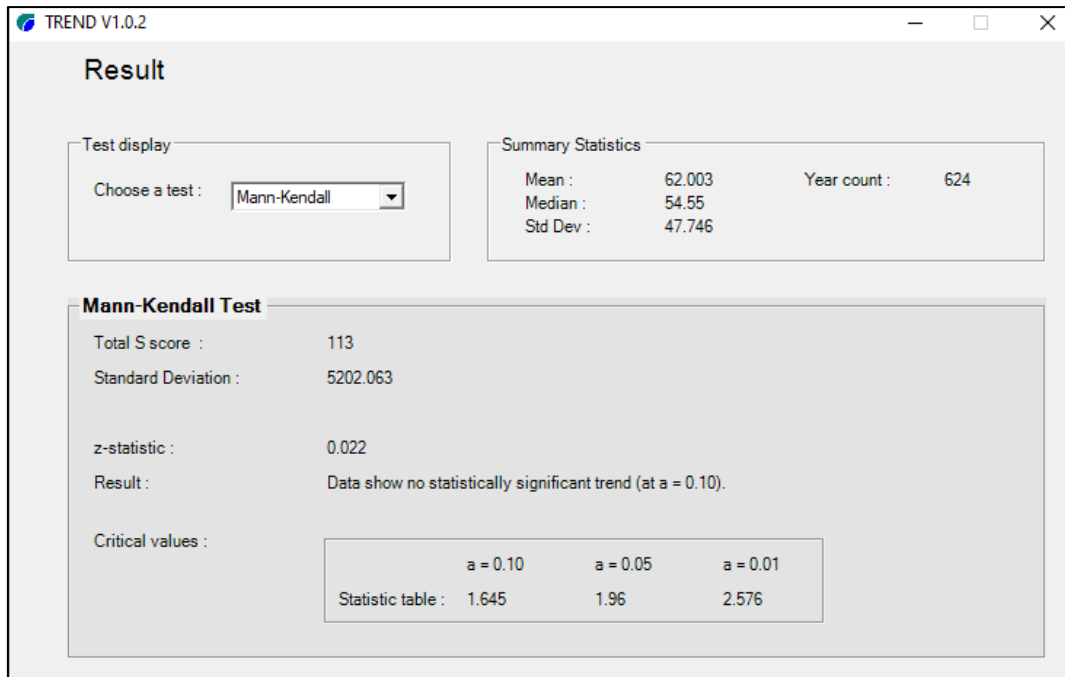 TREND V1.0.2
Result
Test display
Choose a test : Mann-Kendall
Summary Statistics
Mean : 62.003 Year count : 624
Median : 54.55
Std Dev : 47.746
Mann-Kendall Test
Total S score : 113
Standard Deviation : 5202.063
z-statistic : 0.022
Result : Data show no statistically significant trend (at a = 0.10).
Critical values :
a = 0.10 a = 0.05 a = 0.01
Statistic table : 1.645 1.96 2.576